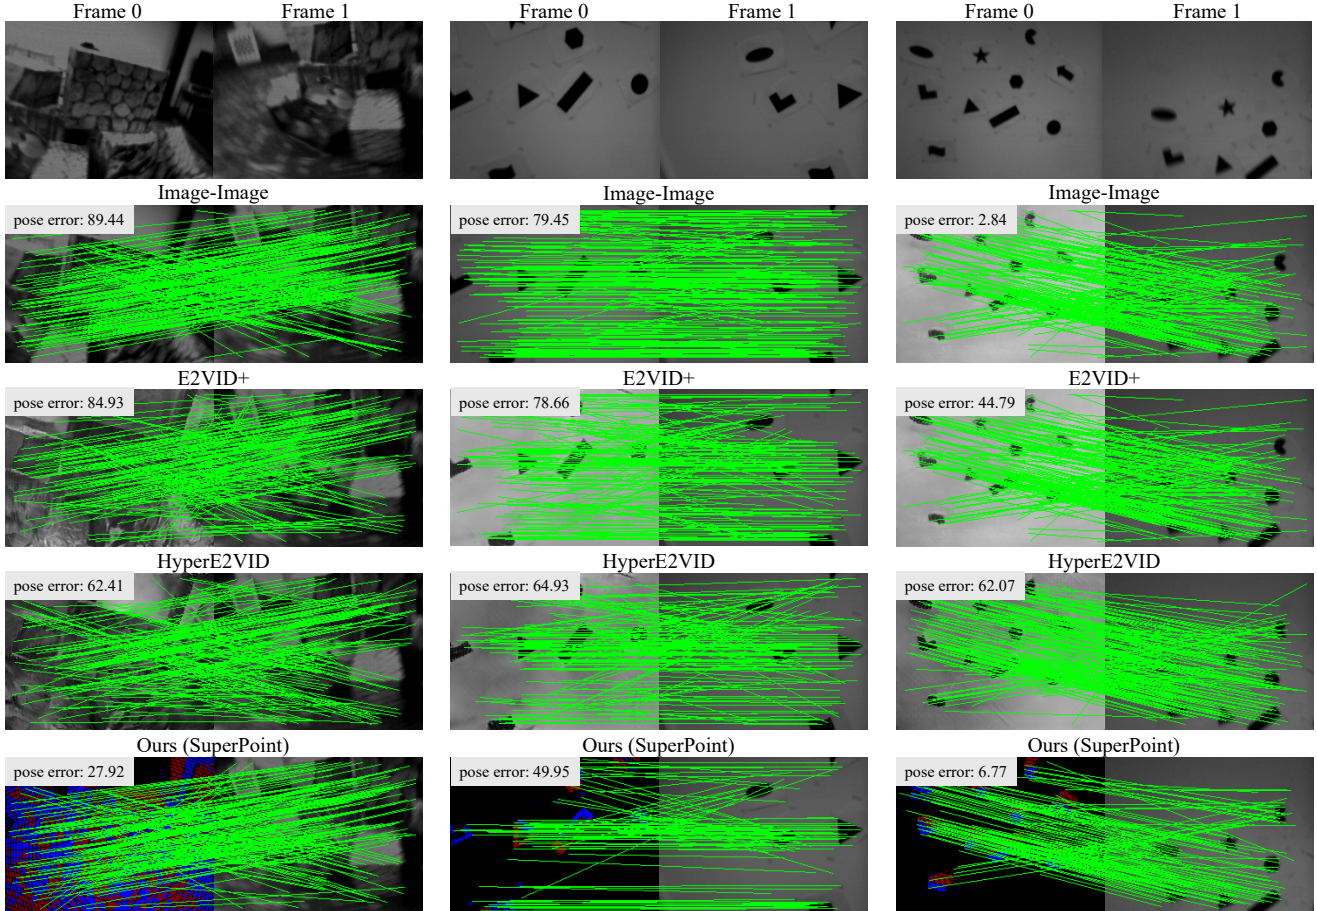 Frame 0 Frame 1 Frame 0 Frame 1 Frame 0 Frame 1
Image-Image Image-Image Image-Image
pose error: 89.44 pose error: 79.45 pose error: 2.84
E2VID+ E2VID+ E2VID+
pose error: 84.93 pose error: 78.66 pose error: 44.79
HyperE2VID HyperE2VID HyperE2VID
pose error: 62.41 pose error: 64.93 pose error: 62.07
Ours (SuperPoint) Ours (SuperPoint) Ours (SuperPoint)
pose error: 27.92 pose error: 49.95 pose error: 6.77